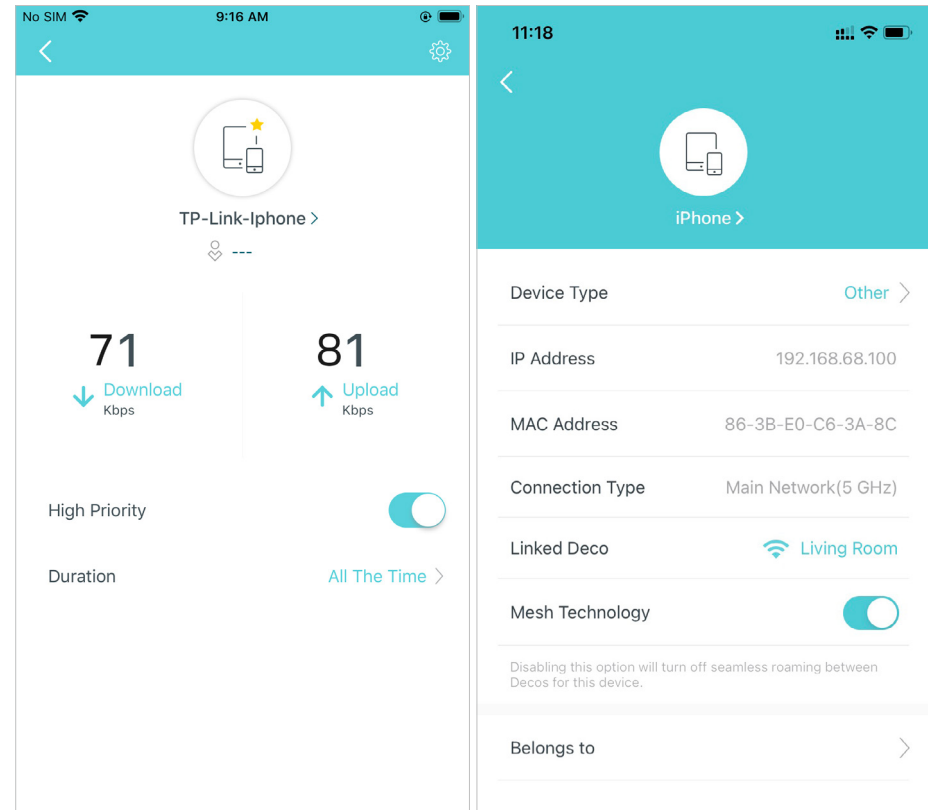 No SIM
9:16 AM
TP-Link-Iphone >
---
71
Download
Kbps
81
Upload
Kbps
High Priority
Duration
All The Time >
11:18
iPhone >
Device Type
Other >
IP Address
192.168.68.100
MAC Address
86-3B-E0-C6-3A-8C
Connection Type
Main Network(5 GHz)
Linked Deco
Living Room
Mesh Technology
Disabling this option will turn off seamless roaming between
Decos for this device.
Belongs to